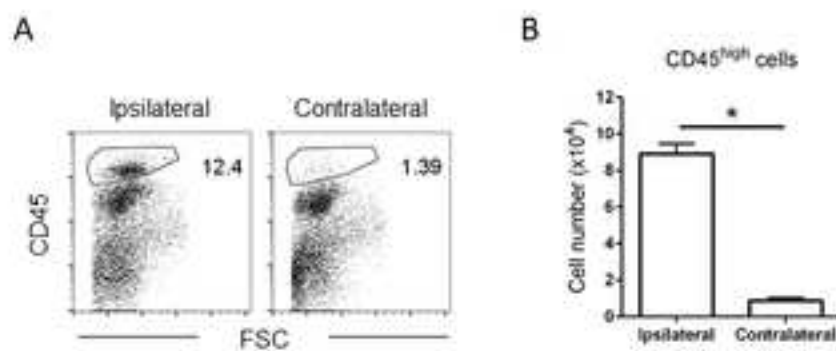 A
Ipsilateral
Contralateral
12.4
1.39
CD45
FSC
B
CD45high cells
*
Cell number (x10⁴)
12
10
8
6
4
2
0
Ipsilateral
Contralateral